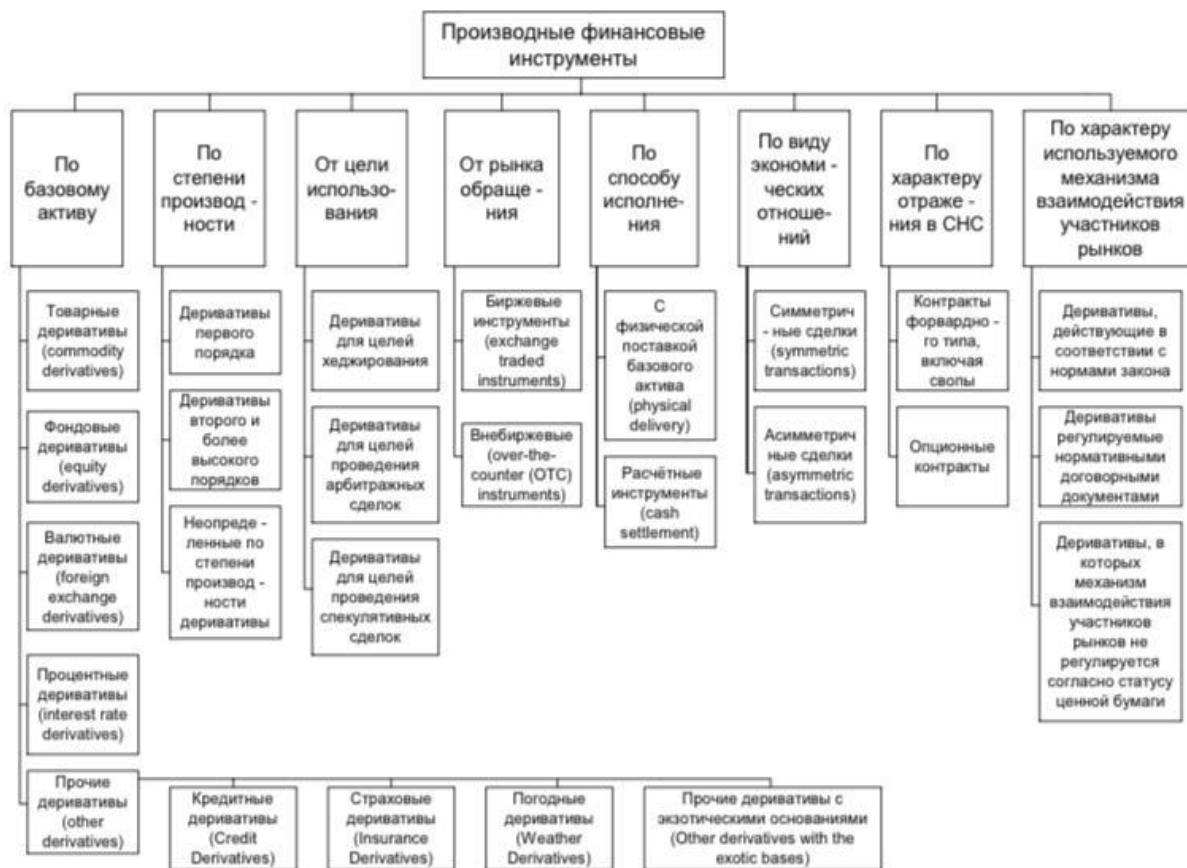 Производные финансовые
инструменты
По
базовому
активу
По
степени
производ -
ности
От цели
использо-
вания
От рынка
обраще -
ния
По
способу
исполне-
ния
По виду
экономи -
ческих
отноше-
ний
По
характеру
отраже -
ния в СНС
По характеру
используемого
механизма
взаимодействия
участников
рынков
Товарные
деривативы
(commodity
derivatives)
Фондовые
деривативы
(equity
derivatives)
Валютные
деривативы
(foreign
exchange
derivatives)
Процентные
деривативы
(interest rate
derivatives)
Прочие
деривативы
(other
derivatives)
Кредитные
деривативы
(Credit
Derivatives)
Страховые
деривативы
(Insurance
Derivatives)
Погодные
деривативы
(Weather
Derivatives)
Прочие деривативы с
экзотическими основаниями
(Other derivatives with the
exotic bases)
Деривативы
первого
порядка
Деривативы
второго и
более
высокого
порядков
Неопреде -
ленные по
степени
производ -
ности
деривативы
Деривативы
для целей
хеджирования
Деривативы
для целей
проведения
арбитражных
сделок
Деривативы
для целей
проведения
спекулятивных
сделок
Биржевые
инструменты
(exchange
traded
instruments)
Внебиржевые
(over-the-
counter (OTC)
instruments)
С
физической
поставкой
базового
актива
(physical
delivery)
Расчётные
инструменты
(cash
settlement)
Симметрич
- ные сделки
(symmetric
transactions)
Асимметрич
ные сделки
(asymmetric
transactions)
Контракты
форвардно -
го типа,
включая
свопы
Опционные
контракты
Деривативы,
действующие в
соответствии с
нормами закона
Деривативы
регулируемые
нормативными
договорными
документами
Деривативы, в
которых
механизм
взаимодействия
участников
рынков не
регулируется
согласно статусу
ценной бумаги